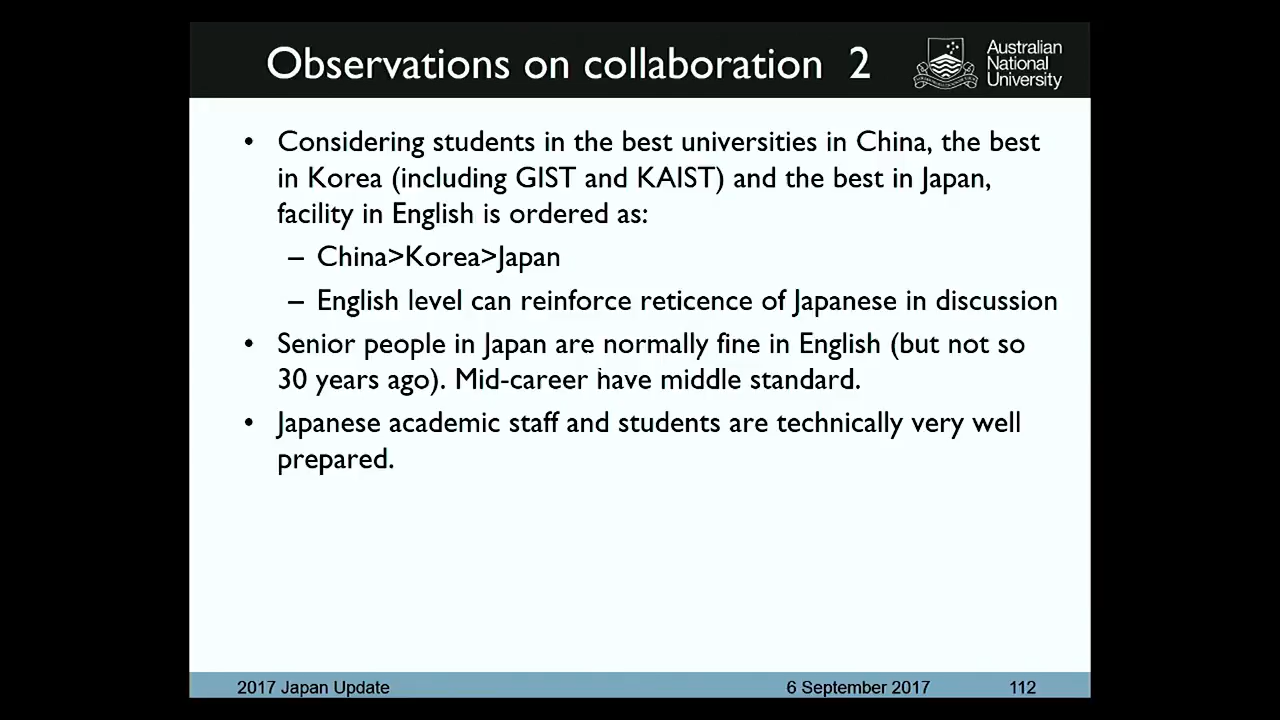 Observations on collaboration 2
Australian
National
University
• Considering students in the best universities in China, the best
in Korea (including GIST and KAIST) and the best in Japan,
facility in English is ordered as:
– China>Korea>Japan
– English level can reinforce reticence of Japanese in discussion
• Senior people in Japan are normally fine in English (but not so
30 years ago). Mid-career have middle standard.
• Japanese academic staff and students are technically very well
prepared.
2017 Japan Update
6 September 2017
112